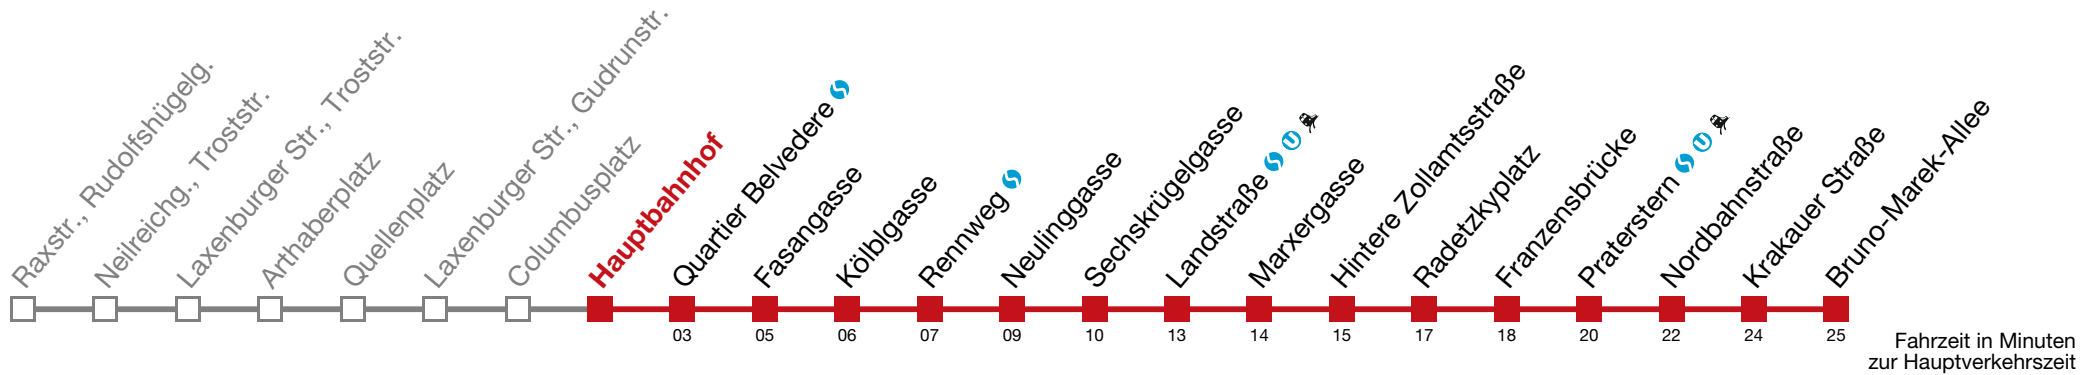 Raxstr., Rudolfshügelg.
Neilreichg., Troststr.
Laxenburger Str., Troststr.
Arthaberplatz
Quellenplatz
Laxenburger Str., Gudrunstr.
Columbusplatz
Hauptbahnhof
Quartier Belvedere S
Fasangasse
Kölblgasse
Rennweg S
Neulinggasse
Sechskrügelgasse
Landstraße S U
Marxergasse
Hintere Zollamtsstraße
Radetzkyplatz
Franzensbrücke
Praterstern S U
Nordbahnstraße
Krakauer Straße
Bruno-Marek-Allee
03 05 06 07 09 10 13 14 15 17 18 20 22 24 25
Fahrzeit in Minuten
zur Hauptverkehrszeit